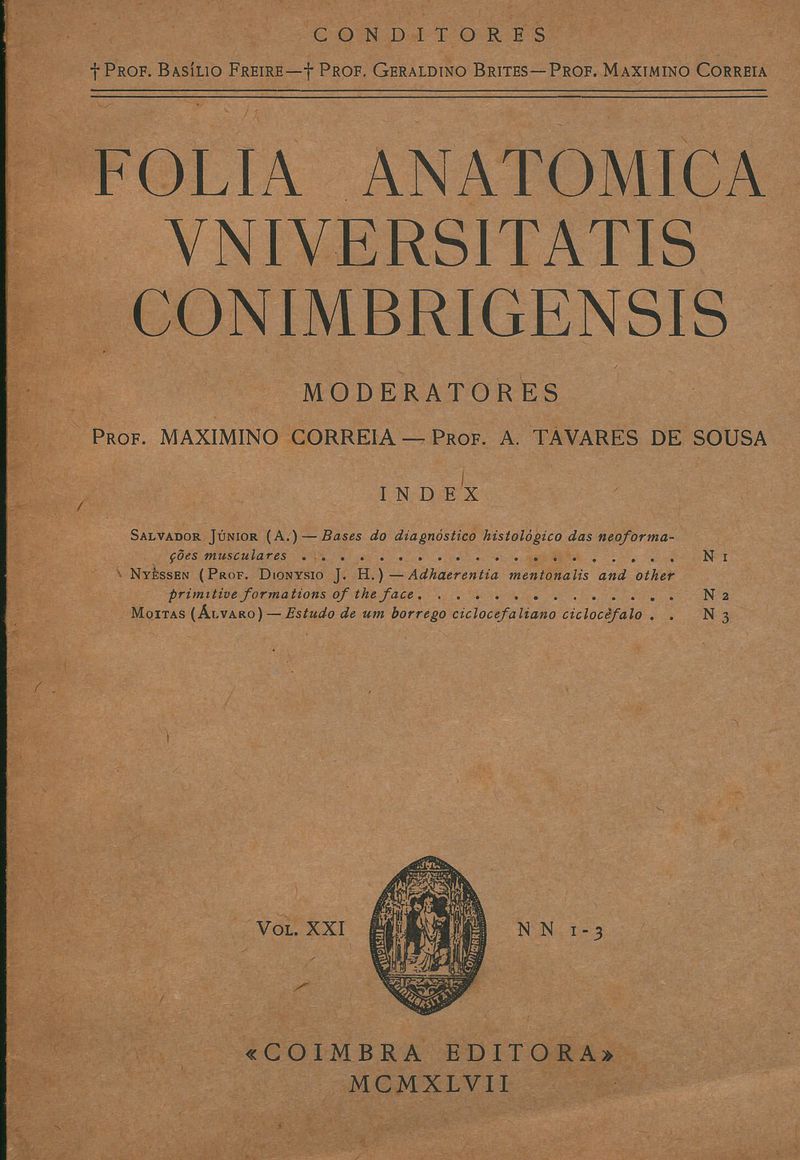 CONDITORES
† PROF. BASÍLIO FREIRE—† PROF. GERALDINO BRITES—PROF. MAXIMINO CORREIA
FOLIA ANATOMICA
VNIVERSITATIS
CONIMBRIGENSIS
MODERATORES
PROF. MAXIMINO CORREIA — PROF. A. TAVARES DE SOUSA
INDEX
SALVADOR JÚNIOR (A.) — Bases do diagnóstico histológico das neoforma-
ções musculares . . . . . . . . . . . . . . . . . . . . N 1
NYÈSSEN (PROF. DIONYSIO J. H.) — Adhaerentia mentonalis and other
primitive formations of the face. . . . . . . . . . . . . . N 2
MOITAS (ÁLVARO) — Estudo de um borrego ciclocefaliano ciclocéfalo . . N 3
VOL. XXI
NN 1-3
INSIGNIA
VNIVERSITATIS
«COIMBRA EDITORA»
MCMXLVII